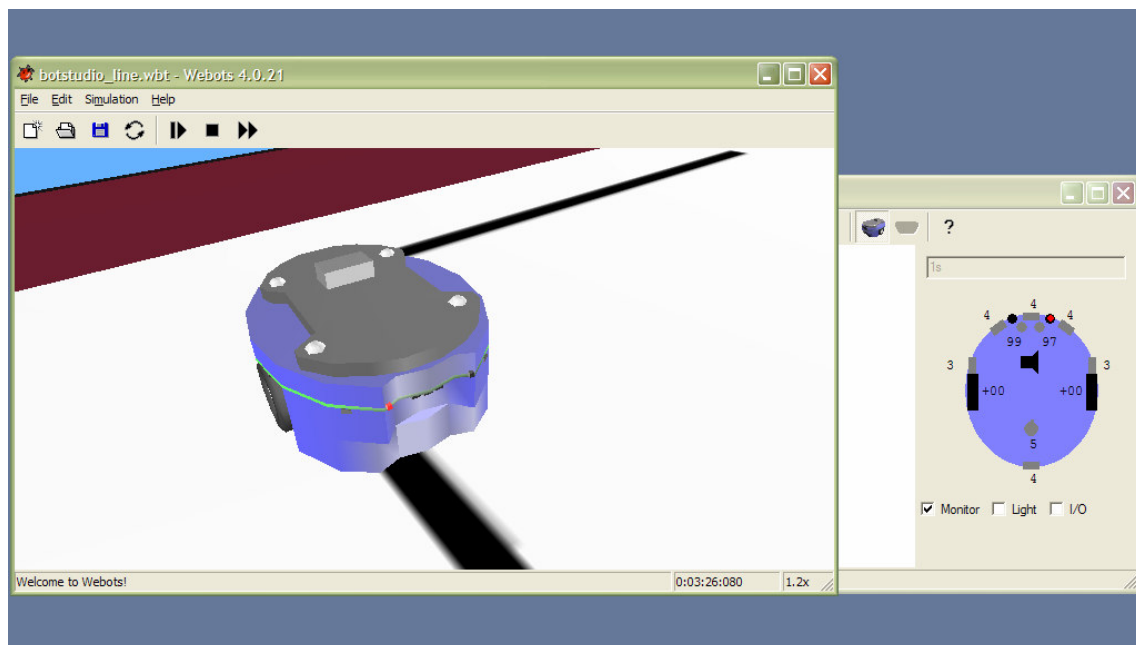 botstudio_line.wbt - Webots 4.0.21
File Edit Simulation Help
?
1s
4
4 4
99 97
3 3
+00 +00
5
4
Monitor Light I/O
Welcome to Webots! 0:03:26:080 1.2x